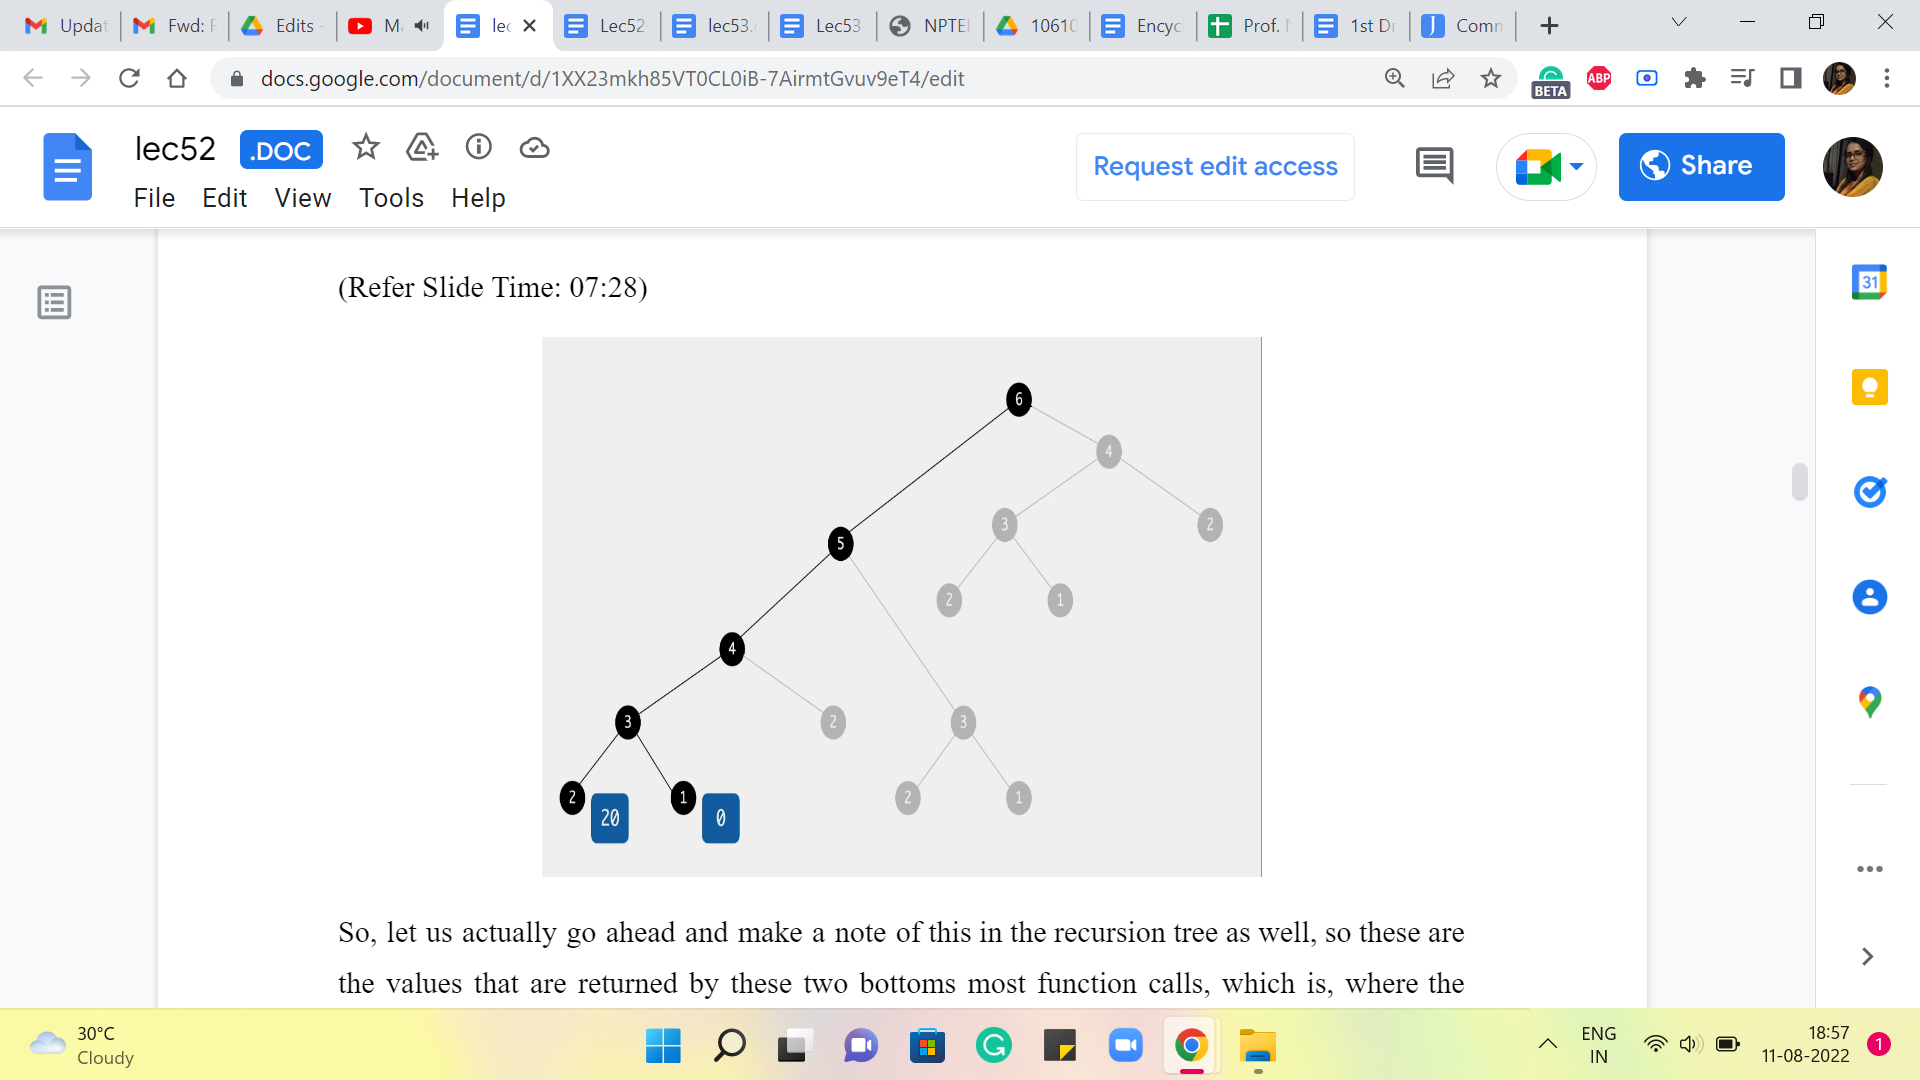 Updat
Fwd: F
Edits -
Ma
lec
Lec52
lec53.
Lec53
NPTEL
10610
Encyc
Prof. N
1st Dr
Comm
docs.google.com/document/d/1XX23mkh85VT0CL0iB-7AirmtGvuv9eT4/edit
BETA
ABP
lec52
.DOC
File Edit View Tools Help
Request edit access
Share
31
(Refer Slide Time: 07:28)
6
4
3
2
5
2
1
4
3
2
3
2
20
1
0
2
1
So, let us actually go ahead and make a note of this in the recursion tree as well, so these are
the values that are returned by these two bottoms most function calls, which is, where the
30°C
Cloudy
ENG
IN
18:57
11-08-2022
1